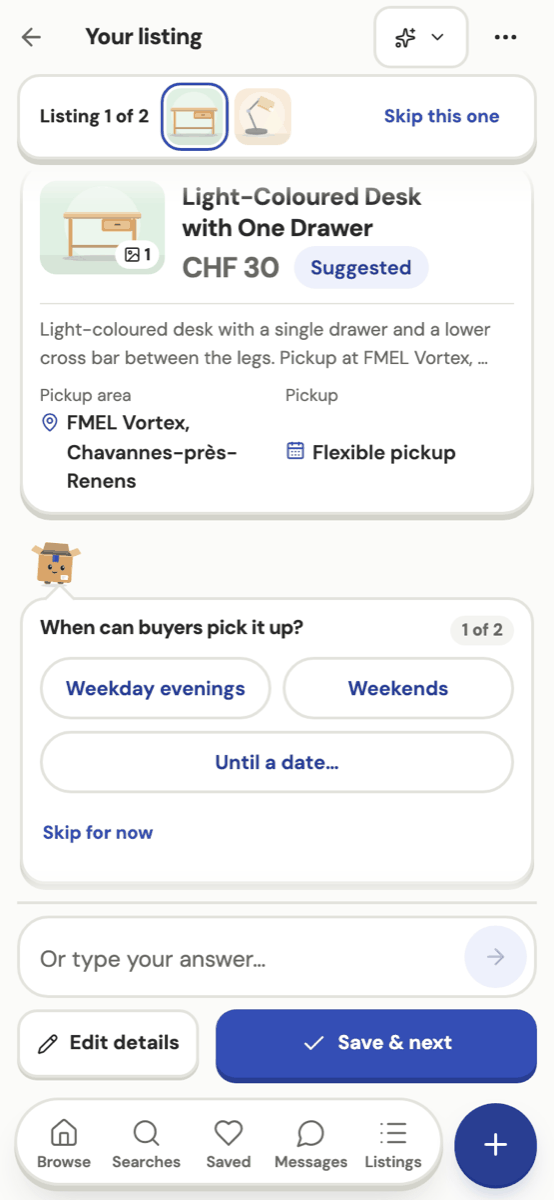 Your listing
Listing 1 of 2
Skip this one
1
Light-Coloured Desk
with One Drawer
CHF 30
Suggested
Light-coloured desk with a single drawer and a lower
cross bar between the legs. Pickup at FMEL Vortex, ...
Pickup area
FMEL Vortex,
Chavannes-près-
Renens
Pickup
Flexible pickup
When can buyers pick it up?
1 of 2
Weekday evenings
Weekends
Until a date...
Skip for now
Or type your answer...
Edit details
Save & next
Browse
Searches
Saved
Messages
Listings